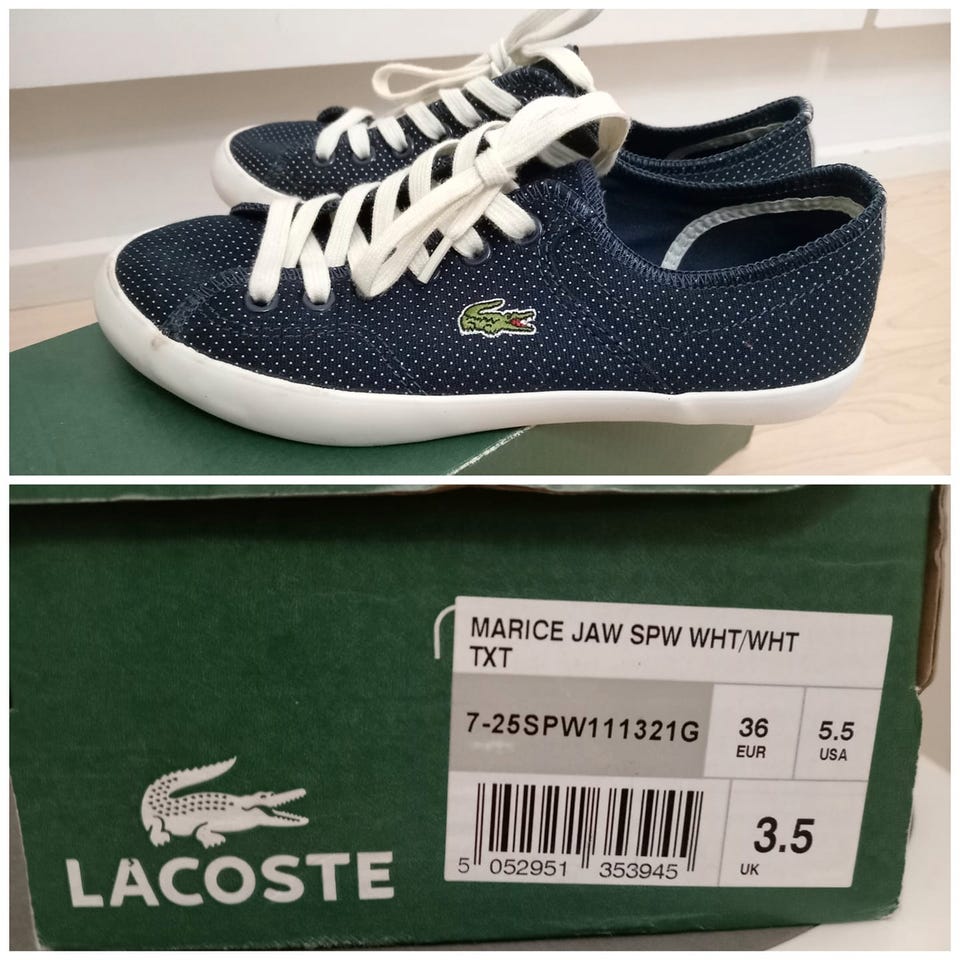 MARICE JAW SPW WHT/WHT
TXT
7-25SPW111321G
36
EUR
5.5
USA
5 052951 353945
3.5
UK
LACOSTE